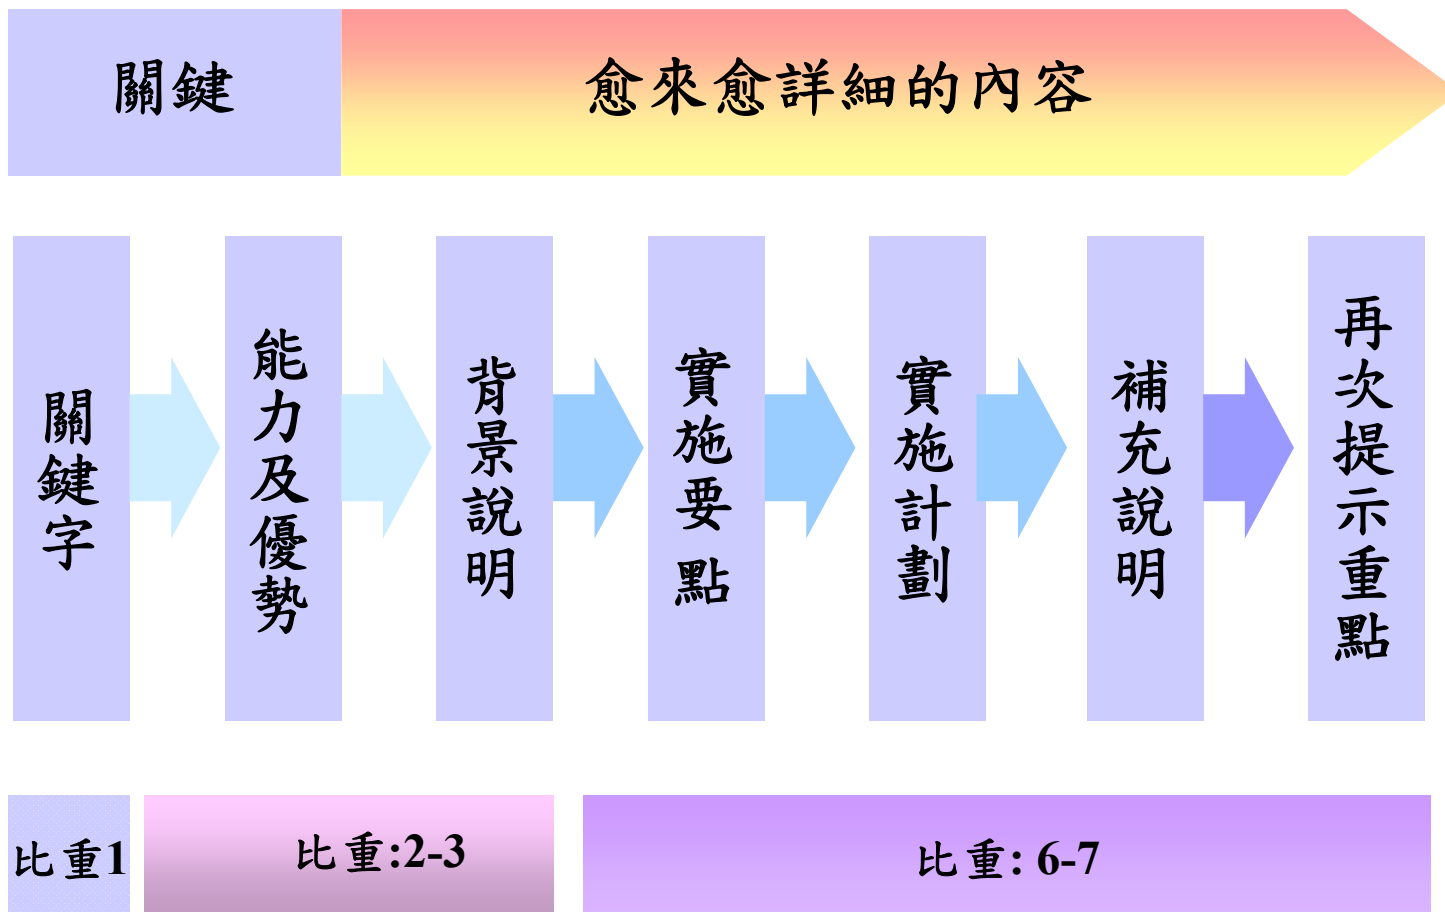 關鍵
愈來愈詳細的內容
關鍵字
能力及優勢
背景說明
實施要點
實施計劃
補充說明
再次提示重點
比重1
比重:2-3
比重: 6-7